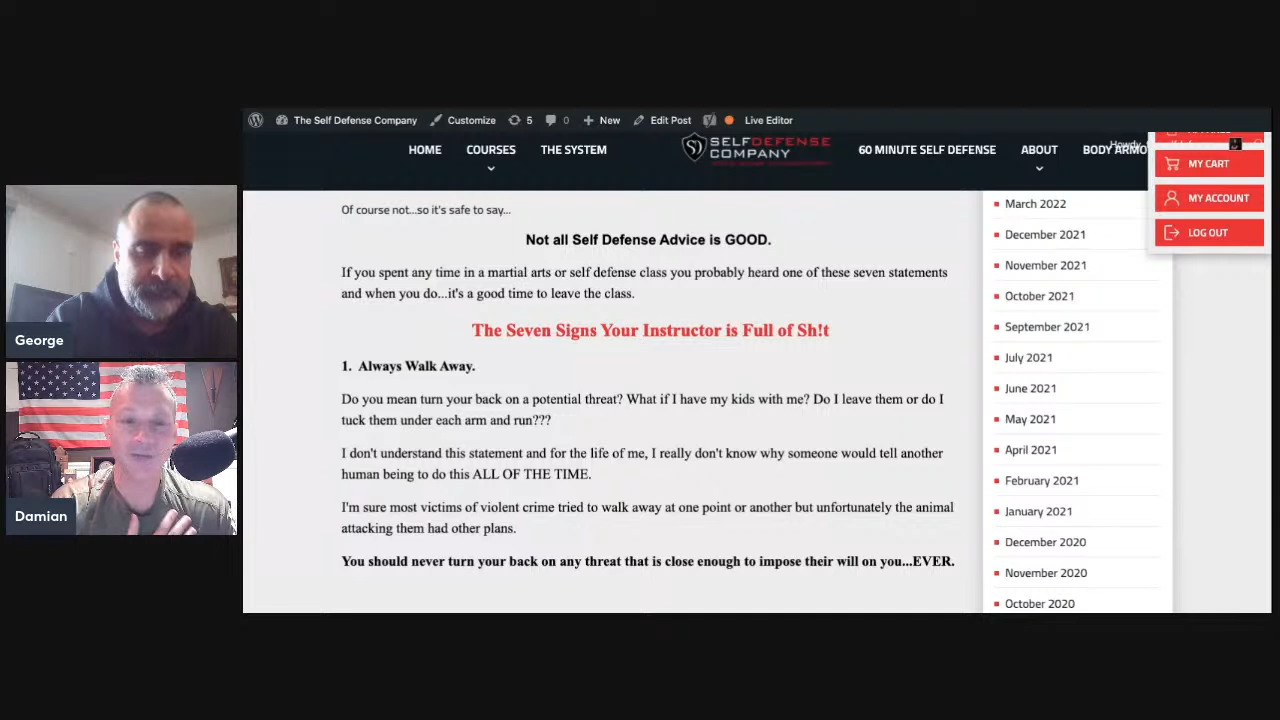 The Self Defense Company
Customize
5
0
New
Edit Post
Live Editor
HOME
COURSES
THE SYSTEM
SELFDEFENSE
COMPANY
60 MINUTE SELF DEFENSE
ABOUT
BODY ARMO
Howdy,
MY CART
MY ACCOUNT
LOG OUT
Of course not...so it's safe to say...
Not all Self Defense Advice is GOOD.
If you spent any time in a martial arts or self defense class you probably heard one of these seven statements
and when you do...it's a good time to leave the class.
The Seven Signs Your Instructor is Full of Sh!t
1. Always Walk Away.
Do you mean turn your back on a potential threat? What if I have my kids with me? Do I leave them or do I
tuck them under each arm and run???
I don't understand this statement and for the life of me, I really don't know why someone would tell another
human being to do this ALL OF THE TIME.
I'm sure most victims of violent crime tried to walk away at one point or another but unfortunately the animal
attacking them had other plans.
You should never turn your back on any threat that is close enough to impose their will on you...EVER.
March 2022
December 2021
November 2021
October 2021
September 2021
July 2021
June 2021
May 2021
April 2021
February 2021
January 2021
December 2020
November 2020
October 2020
George
Damian